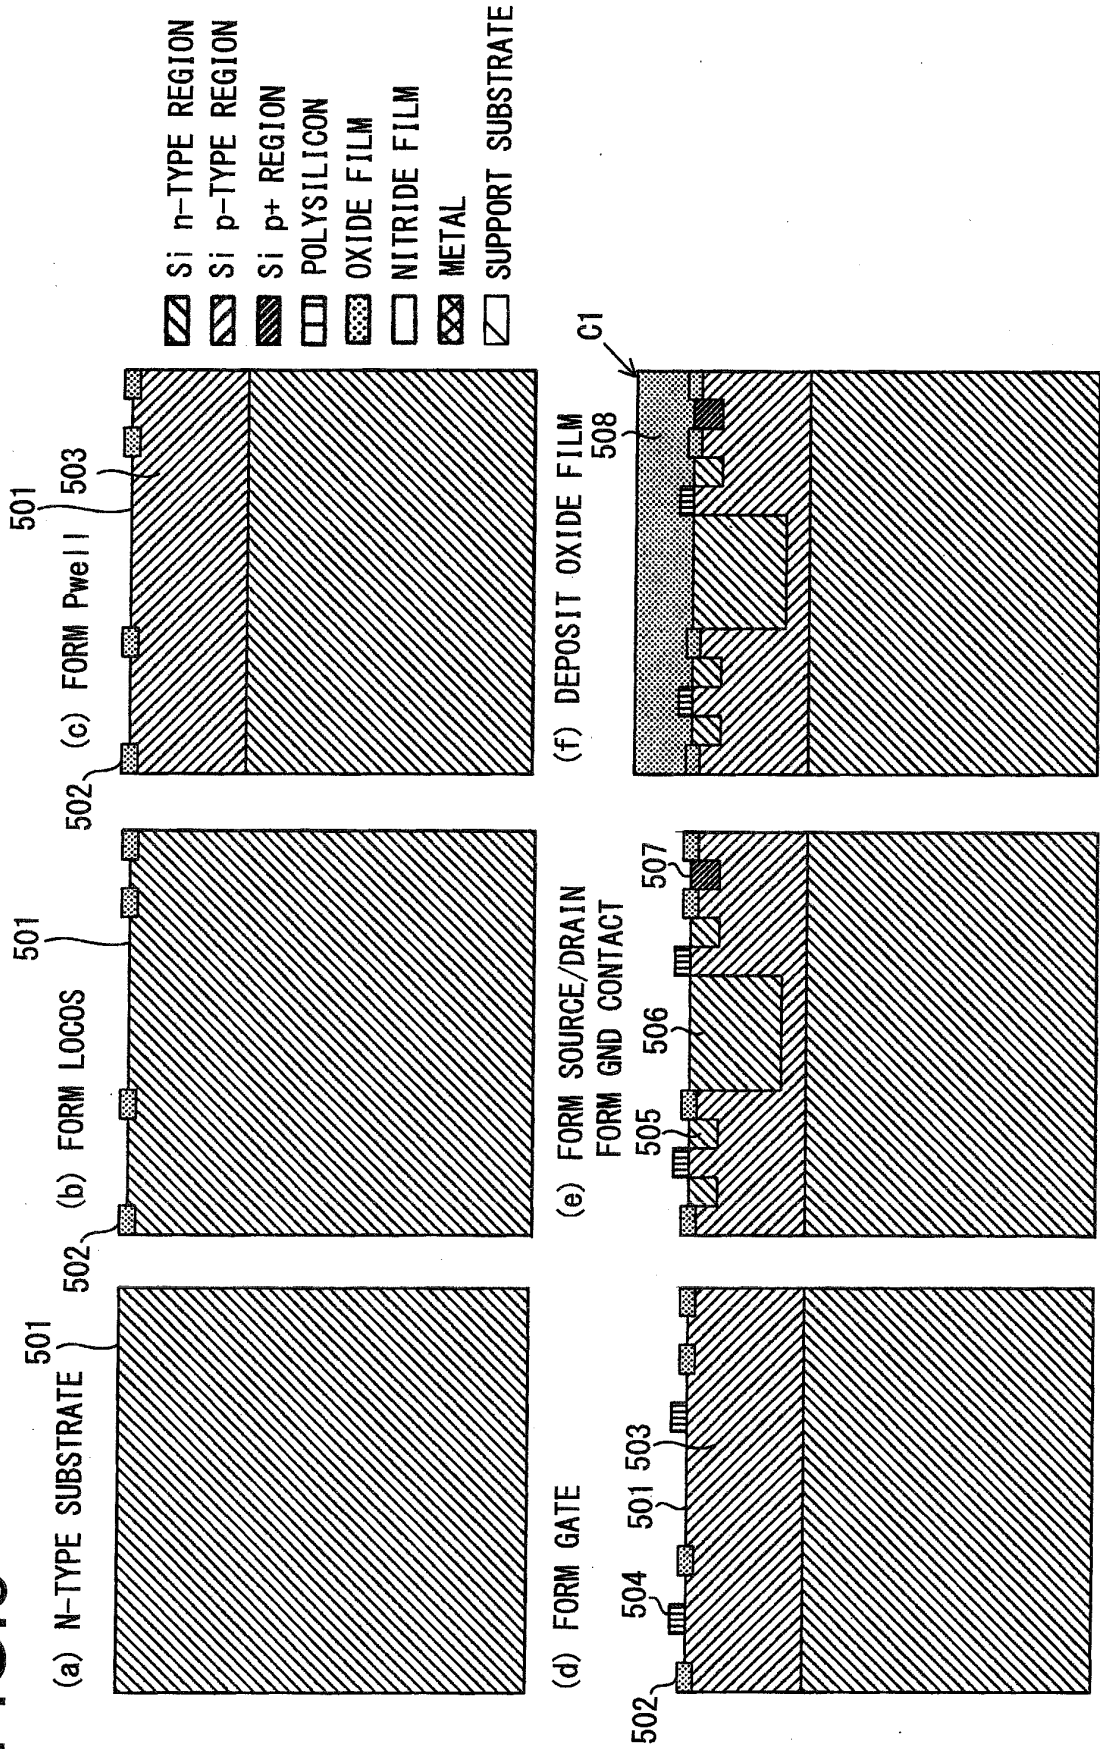 (a) N-TYPE SUBSTRATE
501
(b) FORM LOCOS
501
502
(c) FORM Pwell
501
503
502
Si n-TYPE REGION
Si p-TYPE REGION
Si p+ REGION
POLYSILICON
OXIDE FILM
NITRIDE FILM
METAL
SUPPORT SUBSTRATE
(d) FORM GATE
502
504
501
503
(e) FORM SOURCE/DRAIN
FORM GND CONTACT
505
506
507
(f) DEPOSIT OXIDE FILM
508
C1